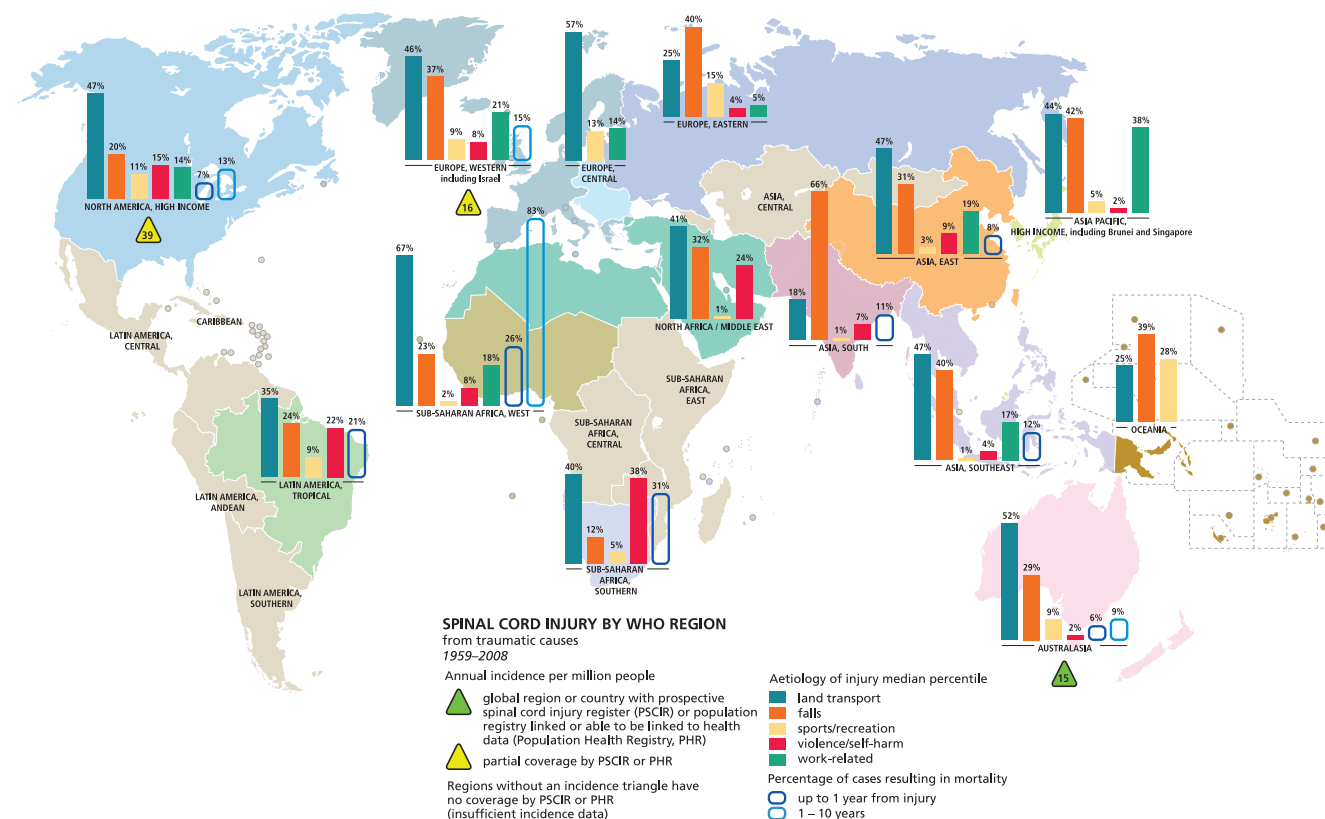 47%
20%
11%
15%
14%
7%
13%
NORTH AMERICA, HIGH INCOME
39
46%
37%
9%
8%
21%
15%
EUROPE, WESTERN
including Israel
16
57%
13%
14%
EUROPE,
CENTRAL
25%
40%
15%
4%
5%
EUROPE, EASTERN
44%
42%
5%
2%
38%
ASIA PACIFIC,
HIGH INCOME, including Brunei and Singapore
47%
31%
3%
9%
19%
8%
ASIA, EAST
ASIA,
CENTRAL
66%
18%
1%
7%
11%
ASIA, SOUTH
41%
32%
1%
24%
NORTH AFRICA / MIDDLE EAST
67%
23%
2%
8%
18%
26%
83%
SUB-SAHARAN AFRICA, WEST
CARIBBEAN
LATIN AMERICA,
CENTRAL
35%
24%
9%
22%
21%
LATIN AMERICA,
TROPICAL
LATIN AMERICA,
ANDEAN
LATIN AMERICA,
SOUTHERN
SUB-SAHARAN
AFRICA,
EAST
SUB-SAHARAN
AFRICA,
CENTRAL
40%
12%
5%
38%
31%
SUB-SAHARAN
AFRICA,
SOUTHERN
47%
40%
1%
4%
17%
12%
ASIA, SOUTHEAST
25%
39%
28%
OCEANIA
52%
29%
9%
2%
6%
9%
AUSTRALASIA
15
SPINAL CORD INJURY BY WHO REGION
from traumatic causes
1959–2008
Annual incidence per million people
global region or country with prospective
spinal cord injury register (PSCIR) or population
registry linked or able to be linked to health
data (Population Health Registry, PHR)
partial coverage by PSCIR or PHR
Regions without an incidence triangle have
no coverage by PSCIR or PHR
(insufficient incidence data)
Aetiology of injury median percentile
land transport
falls
sports/recreation
violence/self-harm
work-related
Percentage of cases resulting in mortality
up to 1 year from injury
1 – 10 years